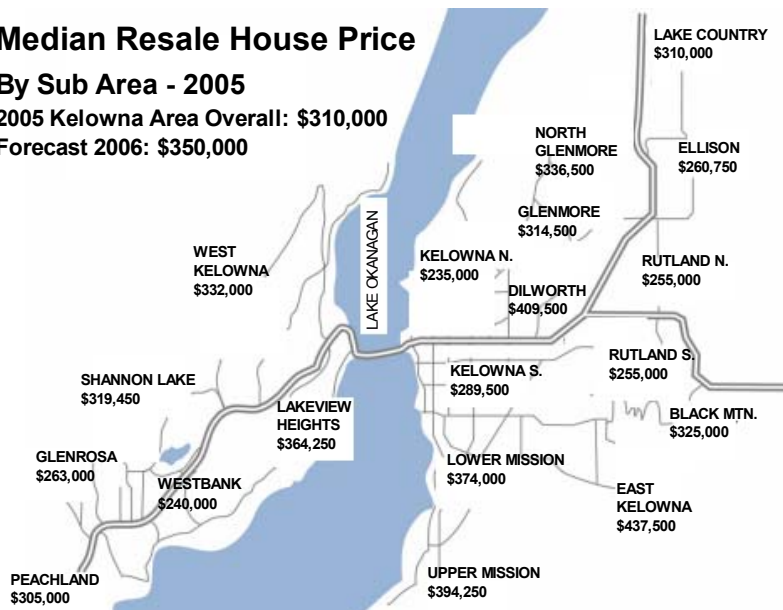 Median Resale House Price
By Sub Area - 2005
2005 Kelowna Area Overall: $310,000
Forecast 2006: $350,000
LAKE COUNTRY
$310,000
NORTH
GLENMORE
$336,500
ELLISON
$260,750
GLENMORE
$314,500
LAKE OKANAGAN
WEST
KELOWNA
$332,000
KELOWNA N.
$235,000
RUTLAND N.
$255,000
DILWORTH
$409,500
RUTLAND S.
$255,000
KELOWNA S.
$289,500
SHANNON LAKE
$319,450
LAKEVIEW
HEIGHTS
$364,250
BLACK MTN.
$325,000
GLENROSA
$263,000
WESTBANK
$240,000
LOWER MISSION
$374,000
EAST
KELOWNA
$437,500
PEACHLAND
$305,000
UPPER MISSION
$394,250